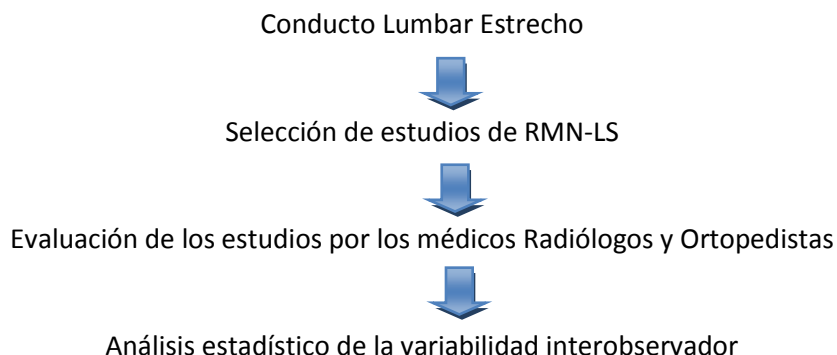 Conducto Lumbar Estrecho
Selección de estudios de RMN-LS
Evaluación de los estudios por los médicos Radiólogos y Ortopedistas
Análisis estadístico de la variabilidad interobservador